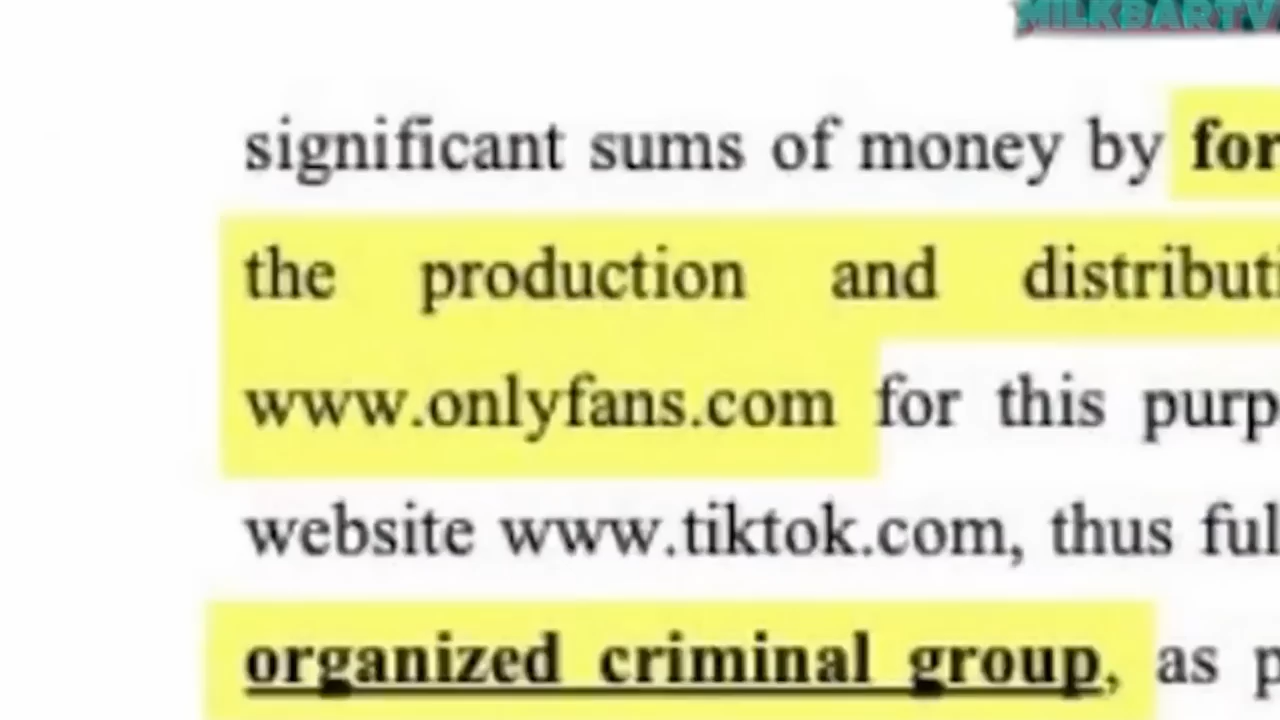 MILKBARTV
significant sums of money by for
the production and distributi
www.onlyfans.com for this purp
website www.tiktok.com, thus ful
organized criminal group, as p